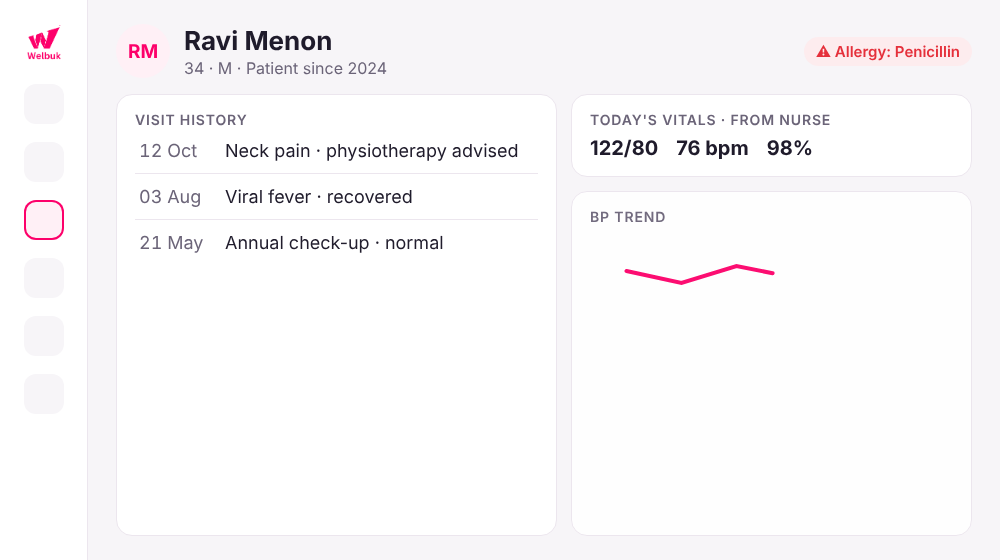 Welbuk
RM
Ravi Menon
34 · M · Patient since 2024
⚠ Allergy: Penicillin
VISIT HISTORY
12 Oct Neck pain · physiotherapy advised
03 Aug Viral fever · recovered
21 May Annual check-up · normal
TODAY'S VITALS · FROM NURSE
122/80 76 bpm 98%
BP TREND